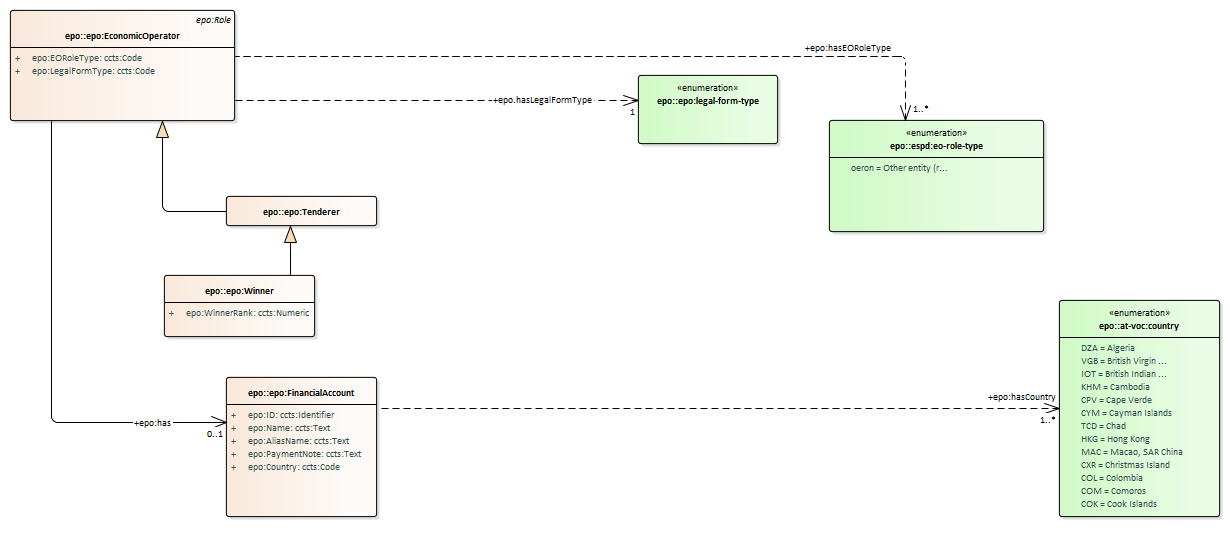 epo:Role
epo::epo:EconomicOperator
+ epo:EORoleType: ccts:Code
+ epo:LegalFormType: ccts:Code
+epo:hasEORoleType
1..*
+epo.hasLegalFormType
1
«enumeration»
epo::epo:legal-form-type
«enumeration»
epo::espd:eo-role-type
oeron = Other entity (r...
epo::epo:Tenderer
epo::epo:Winner
+ epo:WinnerRank: ccts:Numeric
+epo:has
0..1
epo::epo:FinancialAccount
+ epo:ID: ccts:Identifier
+ epo:Name: ccts:Text
+ epo:AliasName: ccts:Text
+ epo:PaymentNote: ccts:Text
+ epo:Country: ccts:Code
+epo:hasCountry
1..*
«enumeration»
epo::at-voc:country
DZA = Algeria
VGB = British Virgin ...
IOT = British Indian ...
KHM = Cambodia
CPV = Cape Verde
CYM = Cayman Islands
TCD = Chad
HKG = Hong Kong
MAC = Macao, SAR China
CXR = Christmas Island
COL = Colombia
COM = Comoros
COK = Cook Islands